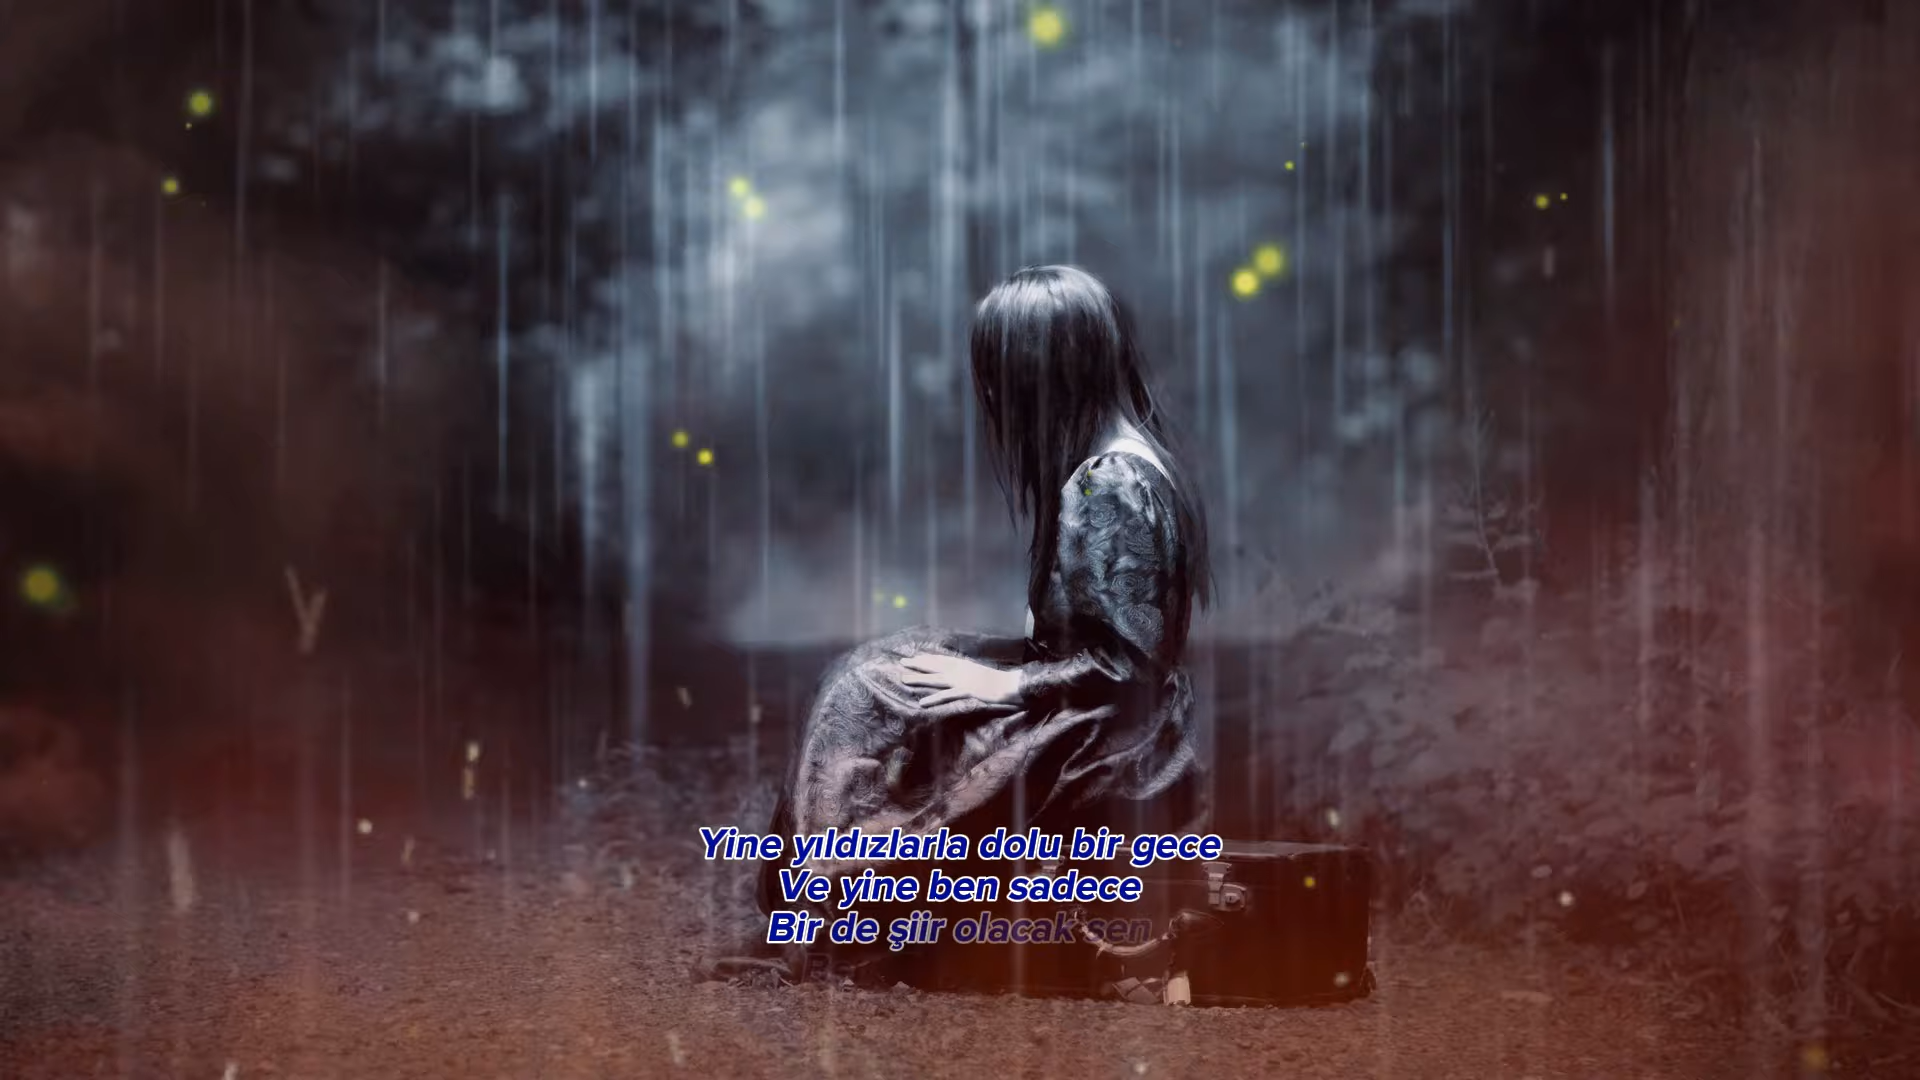 Yine yıldızlarla dolu bir gece
Ve yine ben sadece
Bir de şiir olacak sen